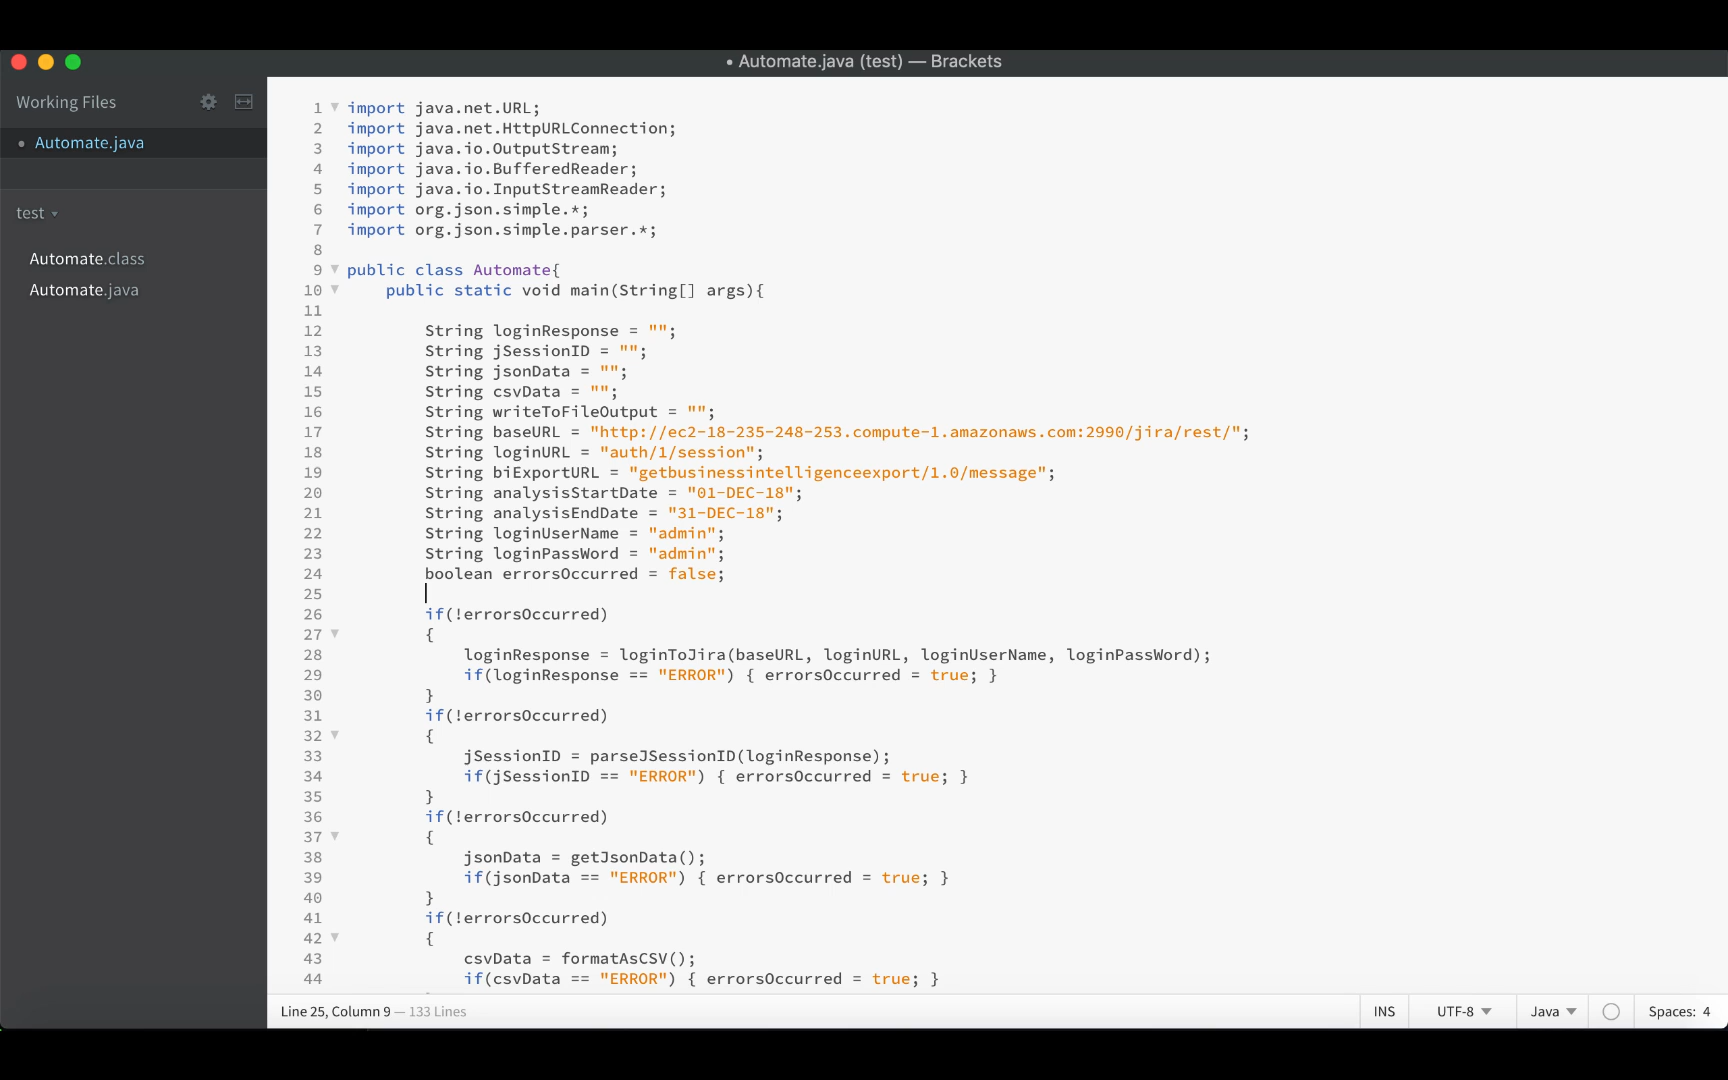 • Automate.java (test) — Brackets
Working Files
• Automate.java
test
Automate.class
Automate.java
1 import java.net.URL;
2 import java.net.HttpURLConnection;
3 import java.io.OutputStream;
4 import java.io.BufferedReader;
5 import java.io.InputStreamReader;
6 import org.json.simple.*;
7 import org.json.simple.parser.*;
8
9 public class Automate{
10 public static void main(String[] args){
11
12 String loginResponse = "";
13 String jSessionID = "";
14 String jsonData = "";
15 String csvData = "";
16 String writeToFileOutput = "";
17 String baseURL = "http://ec2-18-235-248-253.compute-1.amazonaws.com:2990/jira/rest/";
18 String loginURL = "auth/1/session";
19 String biExportURL = "getbusinessintelligenceexport/1.0/message";
20 String analysisStartDate = "01-DEC-18";
21 String analysisEndDate = "31-DEC-18";
22 String loginUserName = "admin";
23 String loginPassWord = "admin";
24 boolean errorsOccurred = false;
25
26 if(!errorsOccurred)
27 {
28 loginResponse = loginToJira(baseURL, loginURL, loginUserName, loginPassWord);
29 if(loginResponse == "ERROR") { errorsOccurred = true; }
30 }
31 if(!errorsOccurred)
32 {
33 jSessionID = parseJSessionID(loginResponse);
34 if(jSessionID == "ERROR") { errorsOccurred = true; }
35 }
36 if(!errorsOccurred)
37 {
38 jsonData = getJsonData();
39 if(jsonData == "ERROR") { errorsOccurred = true; }
40 }
41 if(!errorsOccurred)
42 {
43 csvData = formatAsCSV();
44 if(csvData == "ERROR") { errorsOccurred = true; }
Line 25, Column 9 — 133 Lines
INS UTF-8 Java Spaces: 4